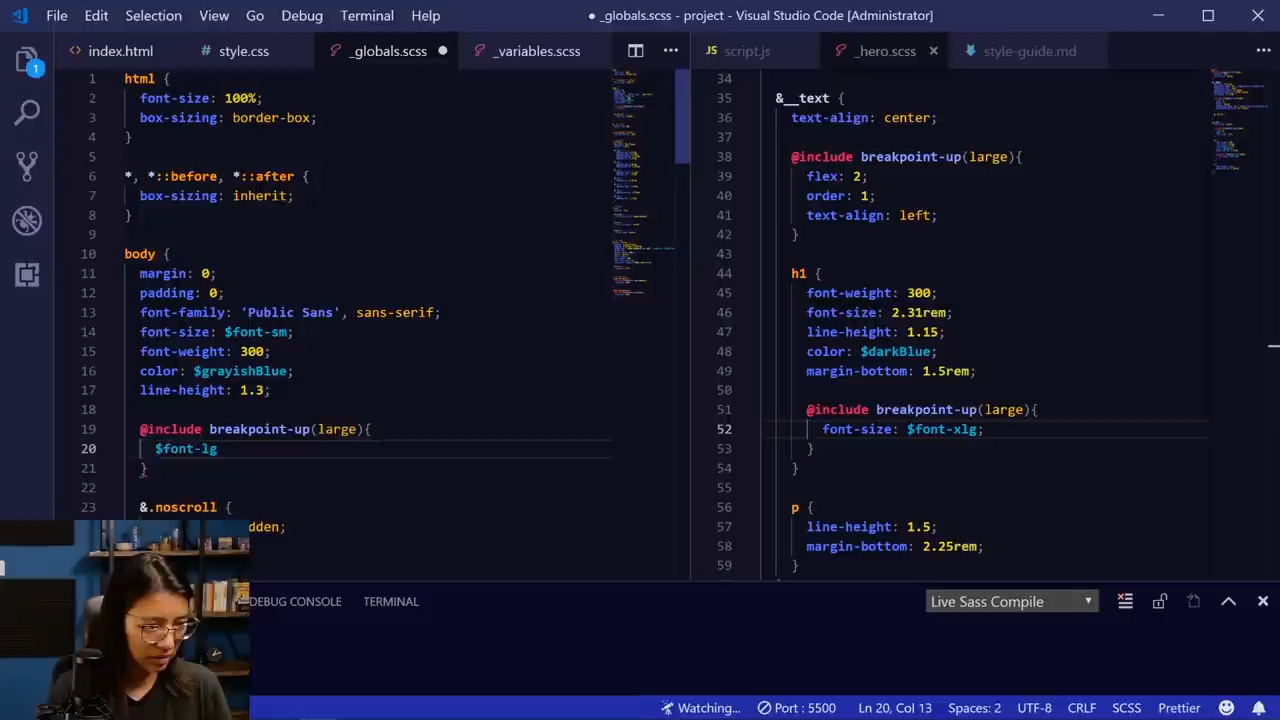 File Edit Selection View Go Debug Terminal Help ● _globals.scss - project - Visual Studio Code [Administrator]
index.html style.css _globals.scss _variables.scss script.js _hero.scss style-guide.md
1
1 html {
2 font-size: 100%;
3 box-sizing: border-box;
4 }
5
6 *, *::before, *::after {
7 box-sizing: inherit;
8 }
9
10 body {
11 margin: 0;
12 padding: 0;
13 font-family: 'Public Sans', sans-serif;
14 font-size: $font-sm;
15 font-weight: 300;
16 color: $grayishBlue;
17 line-height: 1.3;
18
19 @include breakpoint-up(large){
20 $font-lg
21 }
22
23 &.noscroll {
dden;
34
35 &__text {
36 text-align: center;
37
38 @include breakpoint-up(large){
39 flex: 2;
40 order: 1;
41 text-align: left;
42 }
43
44 h1 {
45 font-weight: 300;
46 font-size: 2.31rem;
47 line-height: 1.15;
48 color: $darkBlue;
49 margin-bottom: 1.5rem;
50
51 @include breakpoint-up(large){
52 font-size: $font-xlg;
53 }
54 }
55
56 p {
57 line-height: 1.5;
58 margin-bottom: 2.25rem;
59 }
DEBUG CONSOLE TERMINAL Live Sass Compile
Watching... Port : 5500 Ln 20, Col 13 Spaces: 2 UTF-8 CRLF SCSS Prettier